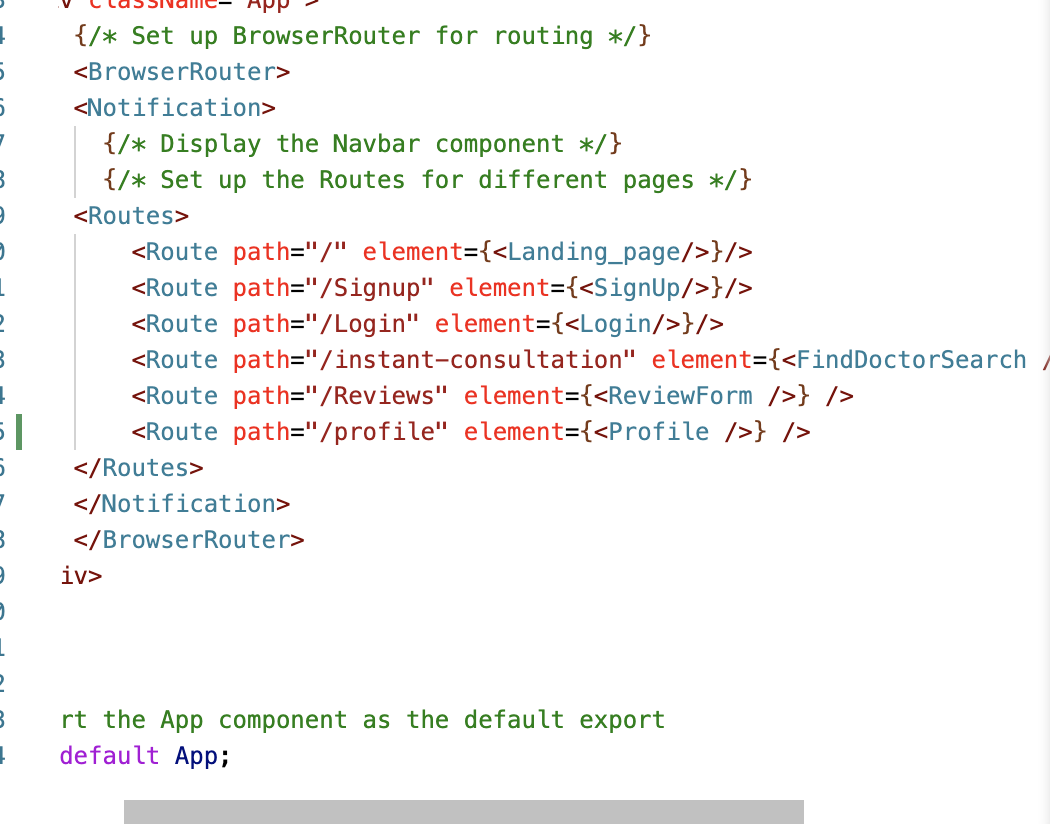 className="App">
{/* Set up BrowserRouter for routing */}
<BrowserRouter>
<Notification>
{/* Display the Navbar component */}
{/* Set up the Routes for different pages */}
<Routes>
<Route path="/" element={<Landing_page/>}/>
<Route path="/Signup" element={<SignUp/>}/>
<Route path="/Login" element={<Login/>}/>
<Route path="/instant-consultation" element={<FindDoctorSearch /
<Route path="/Reviews" element={<ReviewForm />} />
<Route path="/profile" element={<Profile />} />
</Routes>
</Notification>
</BrowserRouter>
iv>
rt the App component as the default export
default App;